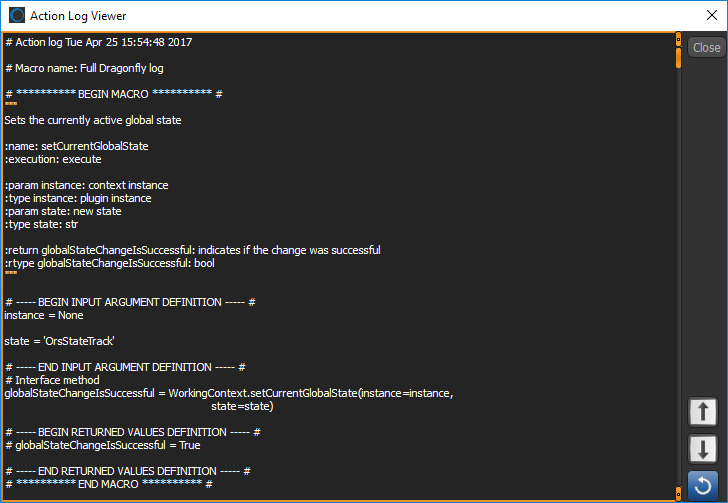 Action Log Viewer
# Action log Tue Apr 25 15:54:48 2017
# Macro name: Full Dragonfly log
# ********** BEGIN MACRO ********** #
"""
Sets the currently active global state
:name: setCurrentGlobalState
:execution: execute
:param instance: context instance
:type instance: plugin instance
:param state: new state
:type state: str
:return globalStateChangeIsSuccessful: indicates if the change was successful
:rtype globalStateChangeIsSuccessful: bool
"""
# ----- BEGIN INPUT ARGUMENT DEFINITION ----- #
instance = None
state = 'OrsStateTrack'
# ----- END INPUT ARGUMENT DEFINITION ----- #
# Interface method
globalStateChangeIsSuccessful = WorkingContext.setCurrentGlobalState(instance=instance,
state=state)
# ----- BEGIN RETURNED VALUES DEFINITION ----- #
# globalStateChangeIsSuccessful = True
# ----- END RETURNED VALUES DEFINITION ----- #
# ********** END MACRO ********** #
Close